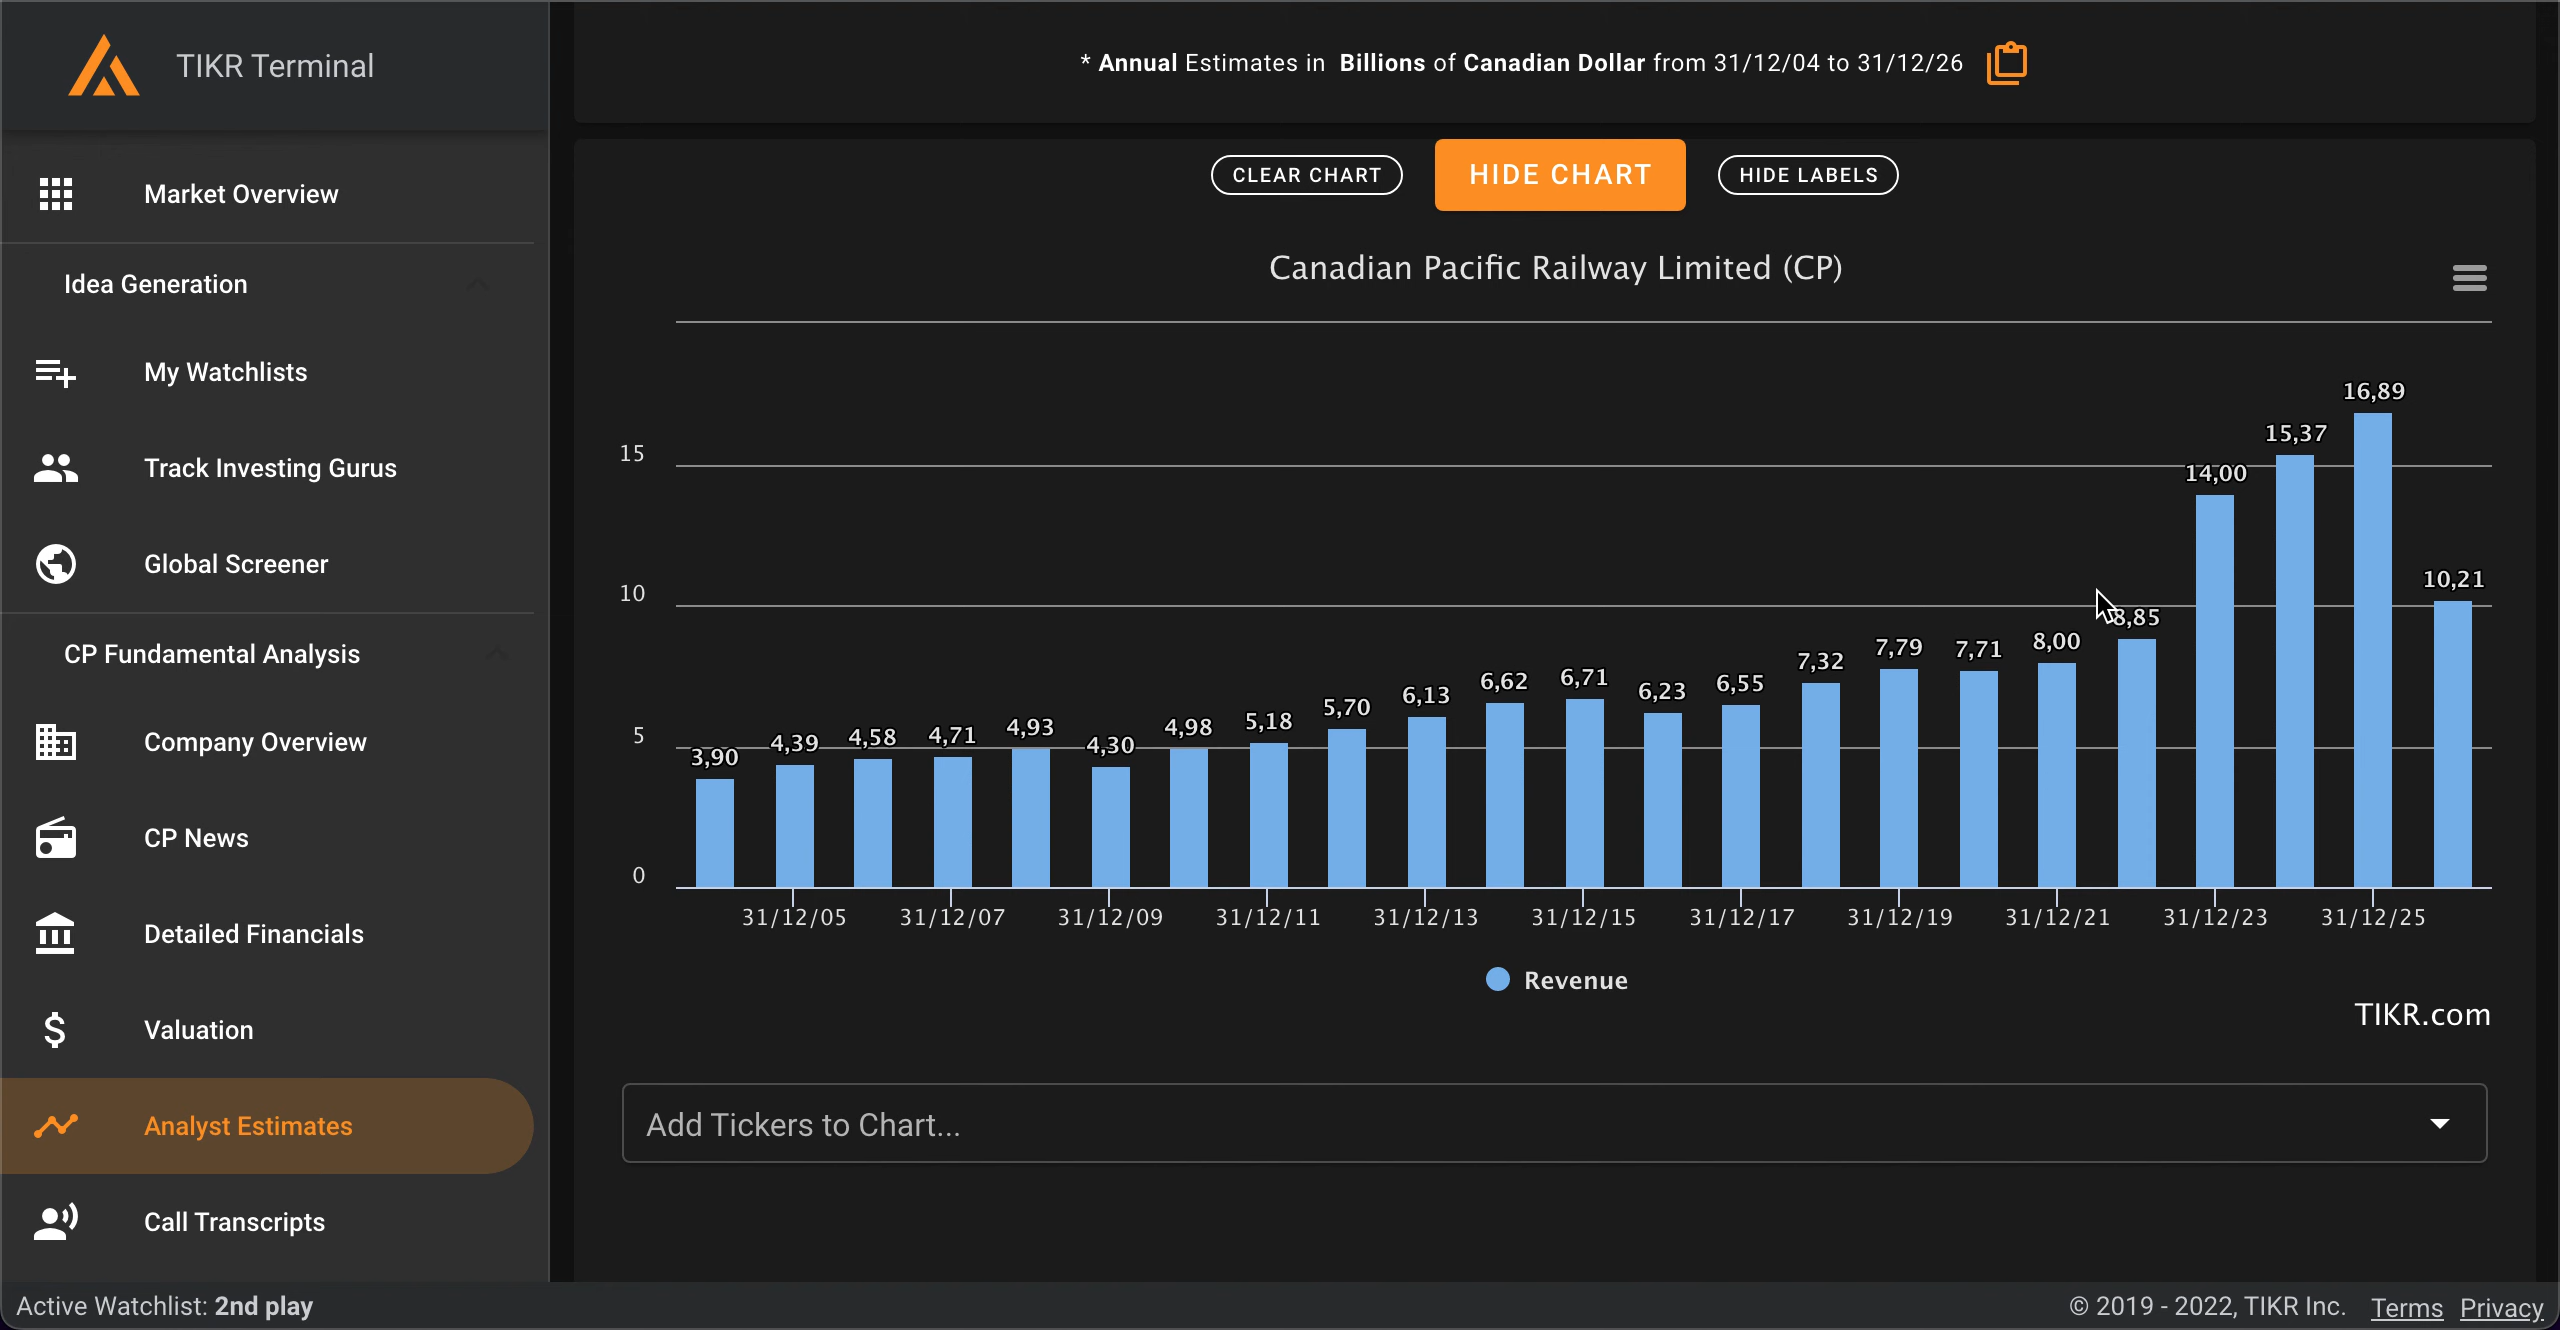 TIKR Terminal
Market Overview
Idea Generation
My Watchlists
Track Investing Gurus
Global Screener
CP Fundamental Analysis
Company Overview
CP News
Detailed Financials
Valuation
Analyst Estimates
Call Transcripts
* Annual Estimates in Billions of Canadian Dollar from 31/12/04 to 31/12/26
CLEAR CHART HIDE CHART HIDE LABELS
Canadian Pacific Railway Limited (CP)
15
10
5
0
3,90 4,39 4,58 4,71 4,93 4,30 4,98 5,18 5,70 6,13 6,62 6,71 6,23 6,55 7,32 7,79 7,71 8,00 8,85 14,00 15,37 16,89 10,21
31/12/05 31/12/07 31/12/09 31/12/11 31/12/13 31/12/15 31/12/17 31/12/19 31/12/21 31/12/23 31/12/25
Revenue
TIKR.com
Add Tickers to Chart...
Active Watchlist: 2nd play
© 2019 - 2022, TIKR Inc. Terms Privacy